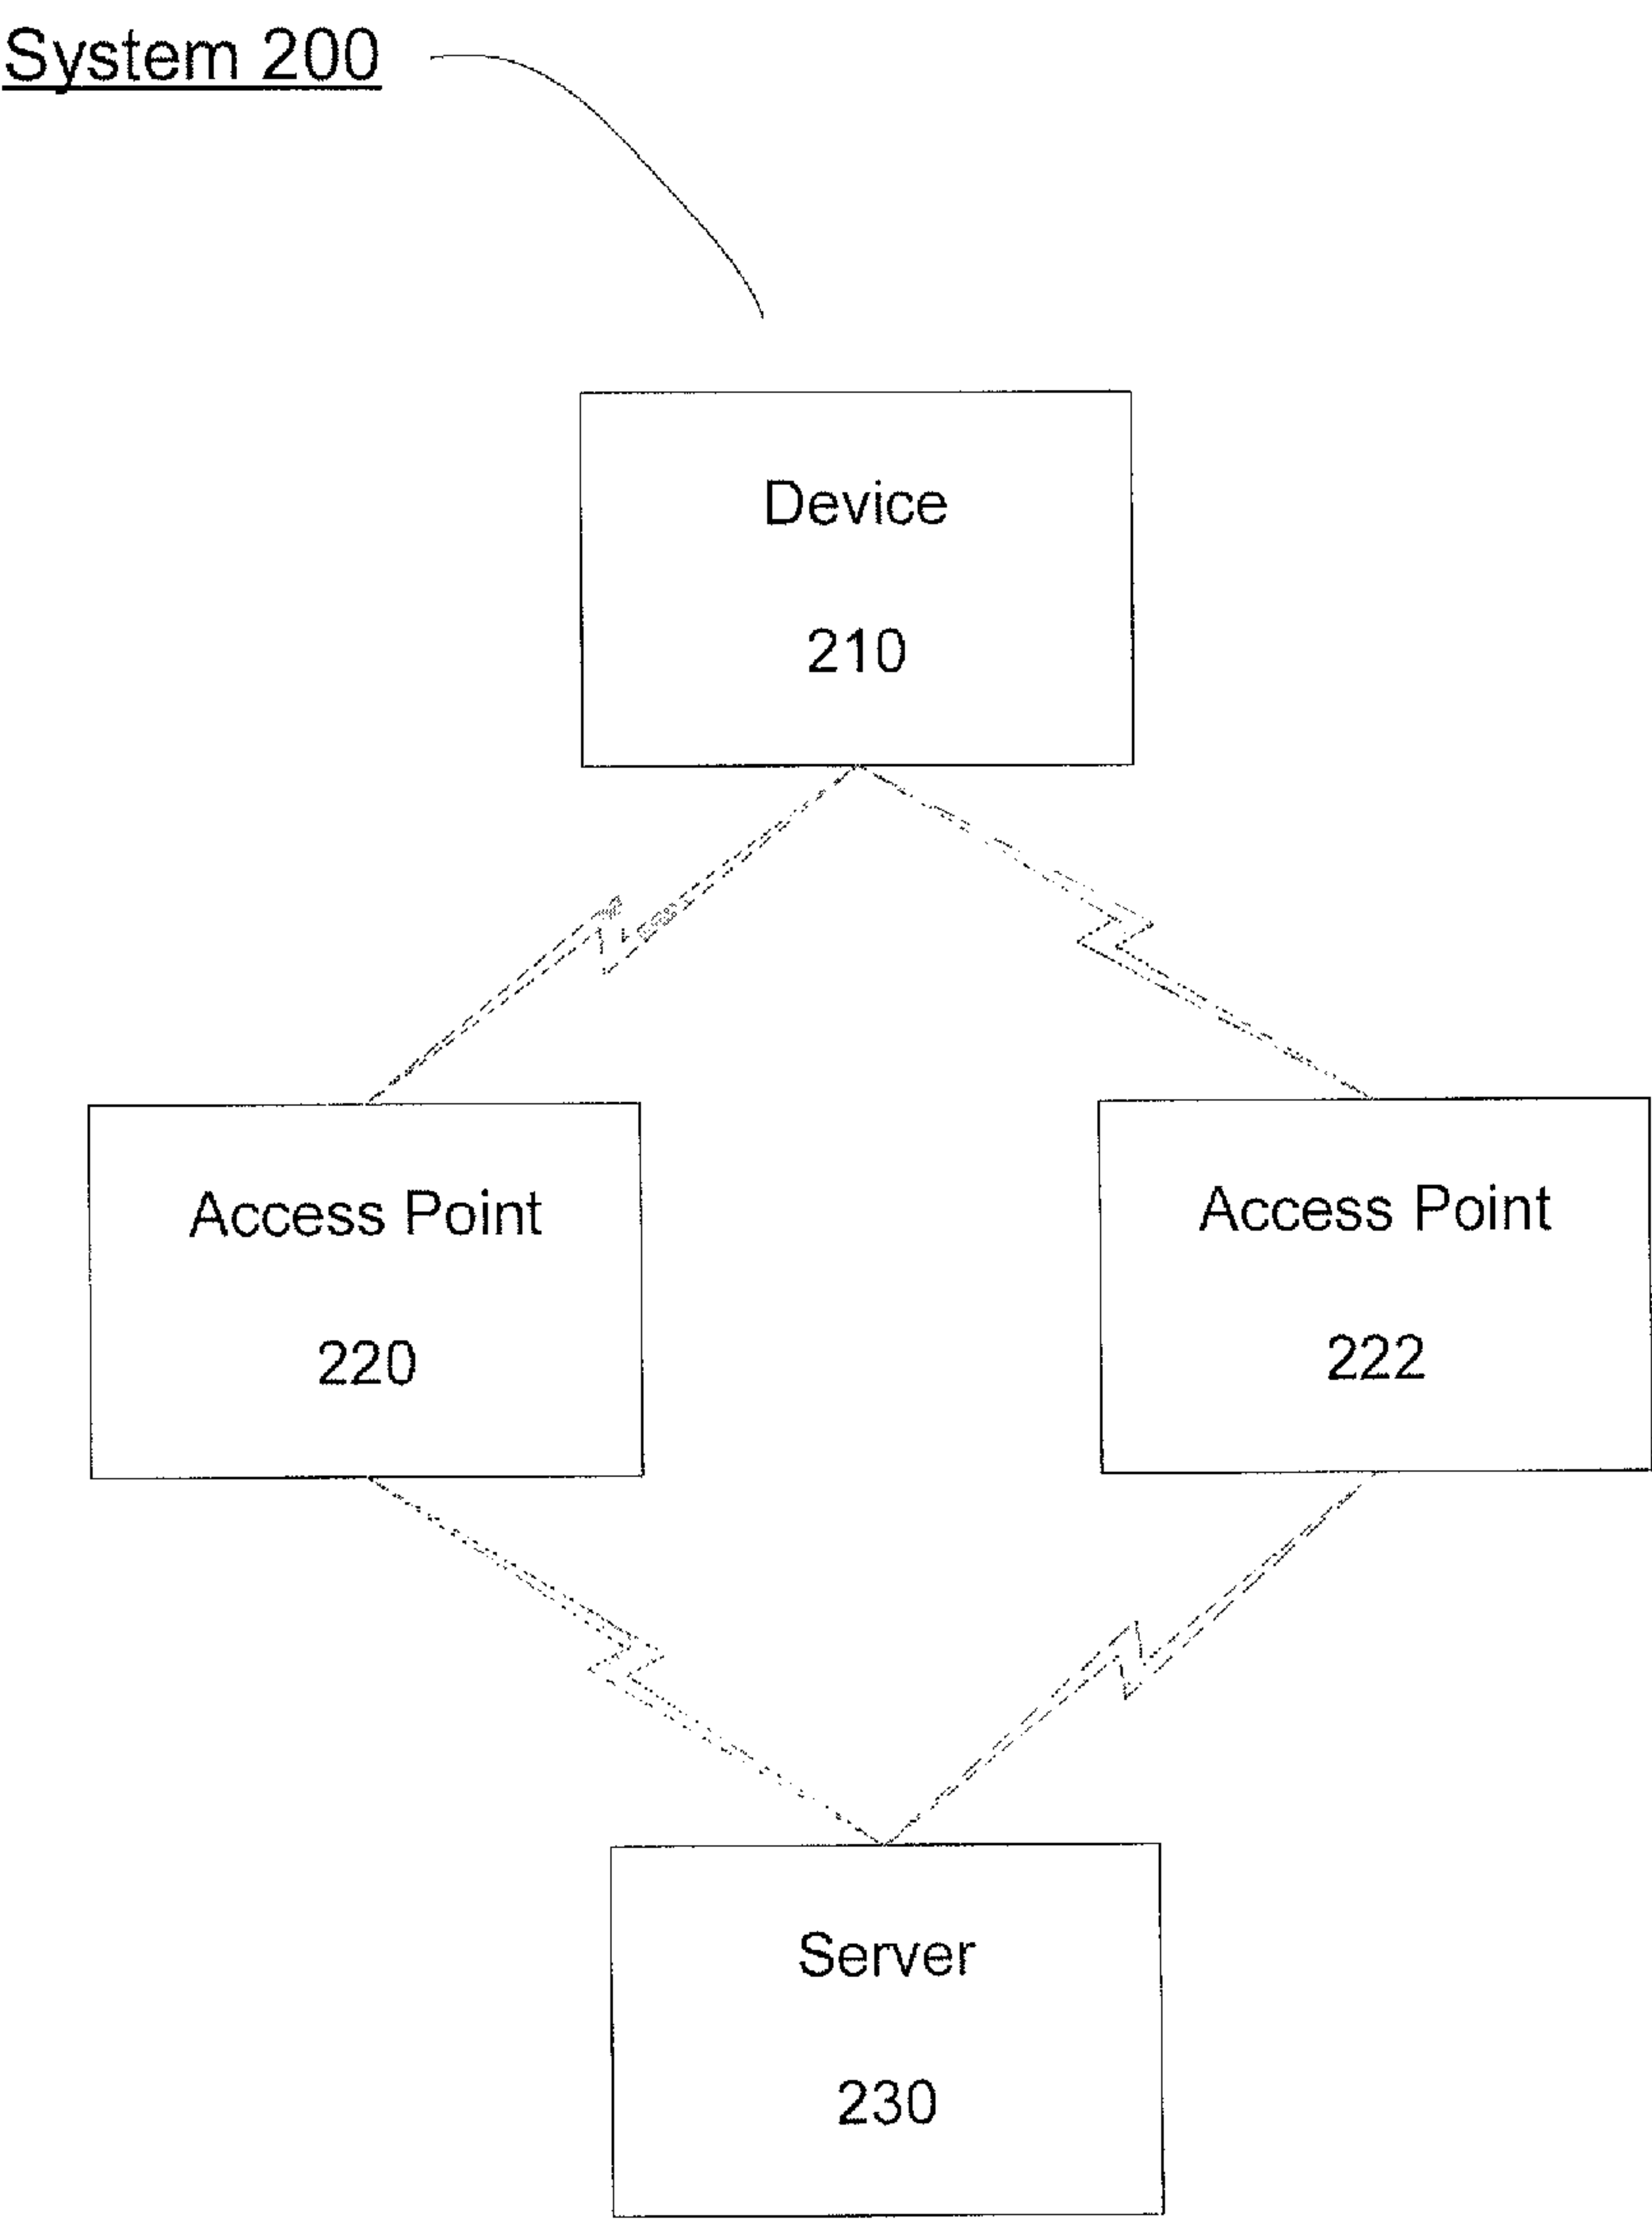 System 200
Device
210
Access Point
220
Access Point
222
Server
230